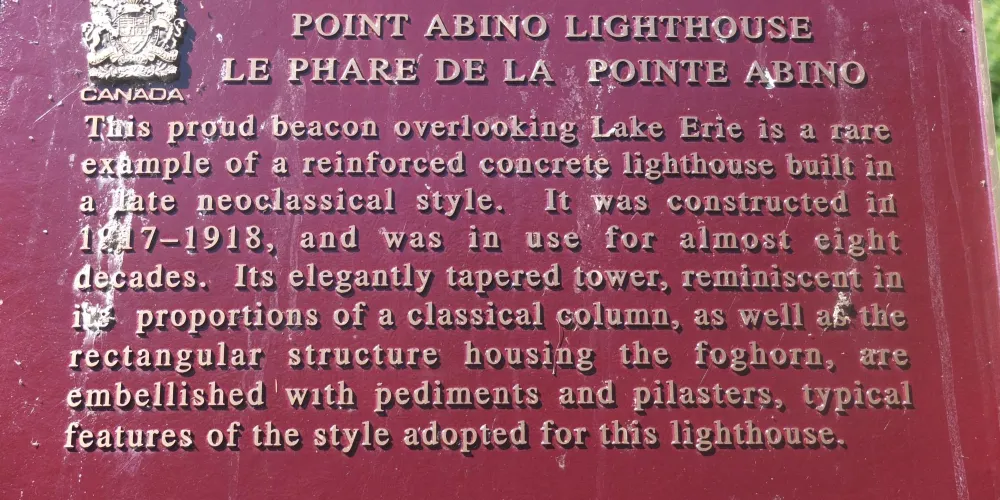 CANADA
POINT ABINO LIGHTHOUSE
LE PHARE DE LA POINTE ABINO
This proud beacon overlooking Lake Erie is a rare
example of a reinforced concrete lighthouse built in
a late neoclassical style. It was constructed in
1917–1918, and was in use for almost eight
decades. Its elegantly tapered tower, reminiscent in
its proportions of a classical column, as well as the
rectangular structure housing the foghorn, are
embellished with pediments and pilasters, typical
features of the style adopted for this lighthouse.